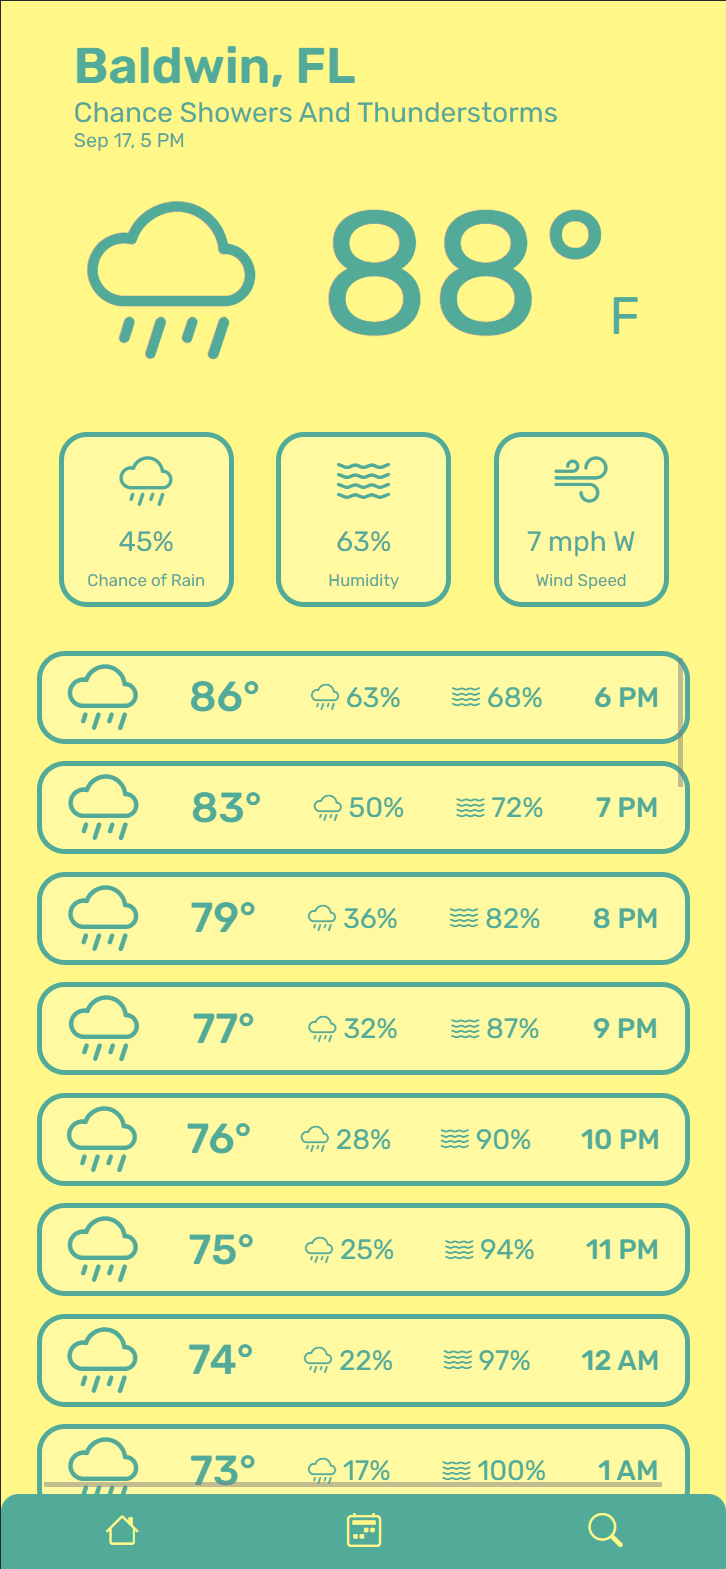 Baldwin, FL
Chance Showers And Thunderstorms
Sep 17, 5 PM
88° F
45%
Chance of Rain
63%
Humidity
7 mph W
Wind Speed
86° 63% 68% 6 PM
83° 50% 72% 7 PM
79° 36% 82% 8 PM
77° 32% 87% 9 PM
76° 28% 90% 10 PM
75° 25% 94% 11 PM
74° 22% 97% 12 AM
73° 17% 100% 1 AM